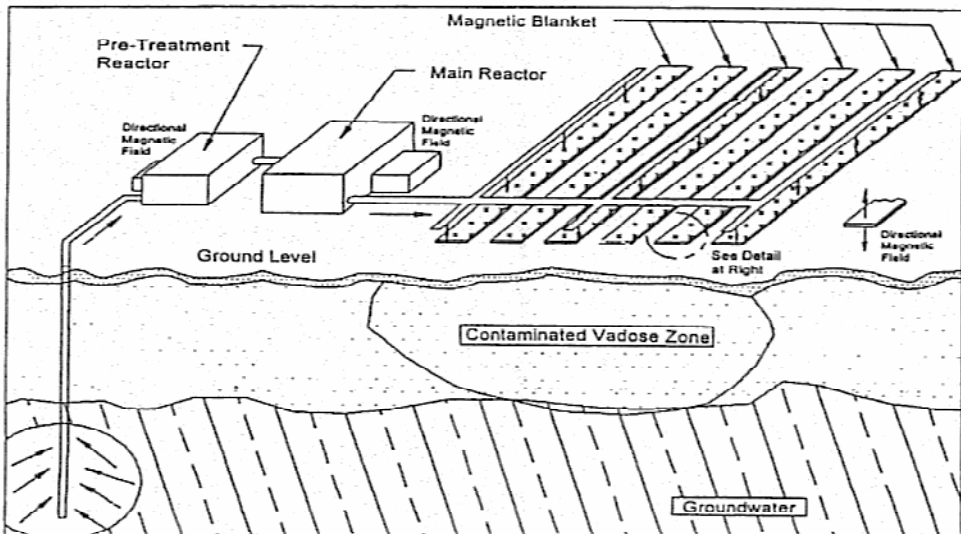 Magnetic Blanket
Pre-Treatment
Reactor
Main Reactor
Directional
Magnetic
Field
Directional
Magnetic
Field
Directional
Magnetic
Field
See Detail
at Right
Ground Level
Contaminated Vadose Zone
Groundwater